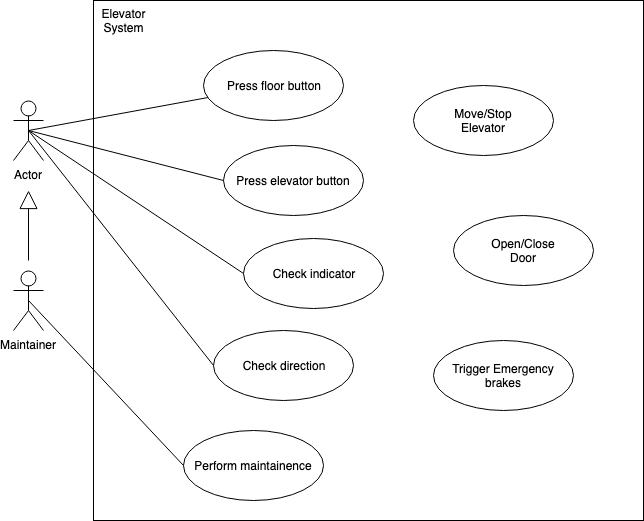 Elevator
System
Press floor button
Move/Stop
Elevator
Actor
Press elevator button
Open/Close
Door
Check indicator
Maintainer
Check direction
Trigger Emergency
brakes
Perform maintainence